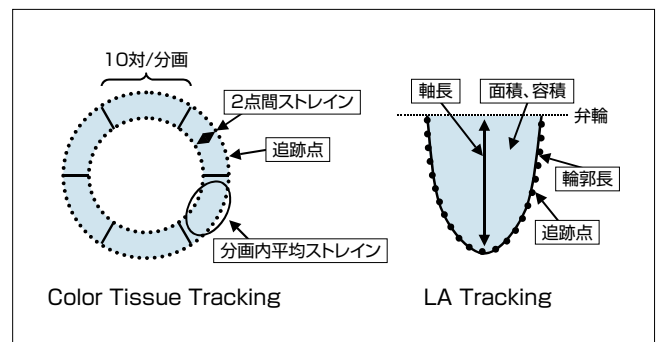 10対/分画
2点間ストレイン
追跡点
分画内平均ストレイン
Color Tissue Tracking
軸長
面積、容積
弁輪
輪郭長
追跡点
LA Tracking